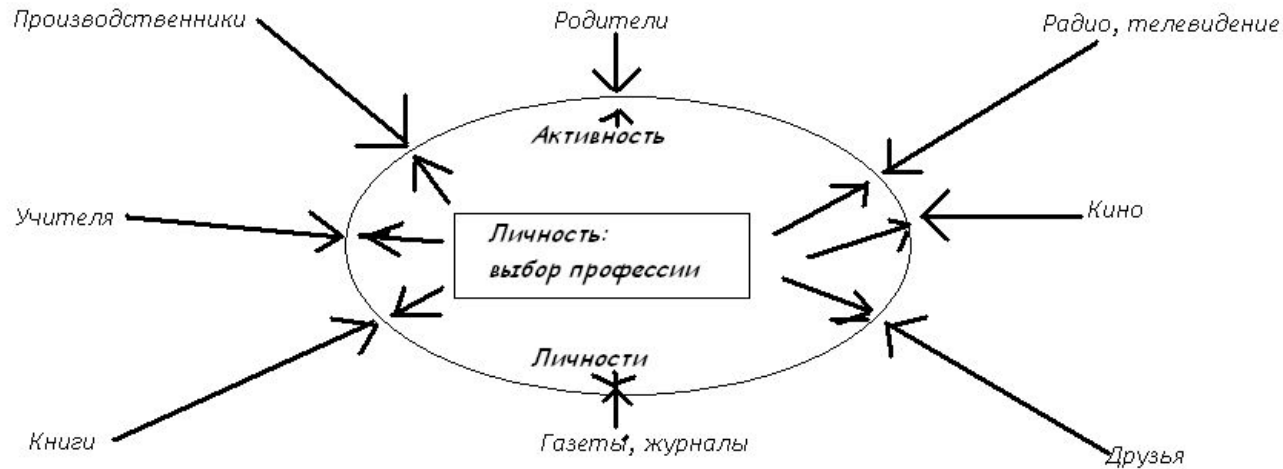 Производственники
Родители
Радио, телевидение
Активность
Учителя
Личность:
выбор профессии
Кино
Личности
Книги
Газеты, журналы
Друзья